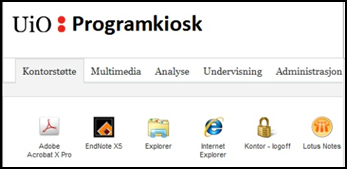 UiO : Programkiosk
Kontorstøtte Multimedia Analyse Undervisning Administrasjon
Adobe Acrobat X Pro
EndNote X5
Explorer
Internet Explorer
Kontor - logoff
Lotus Notes